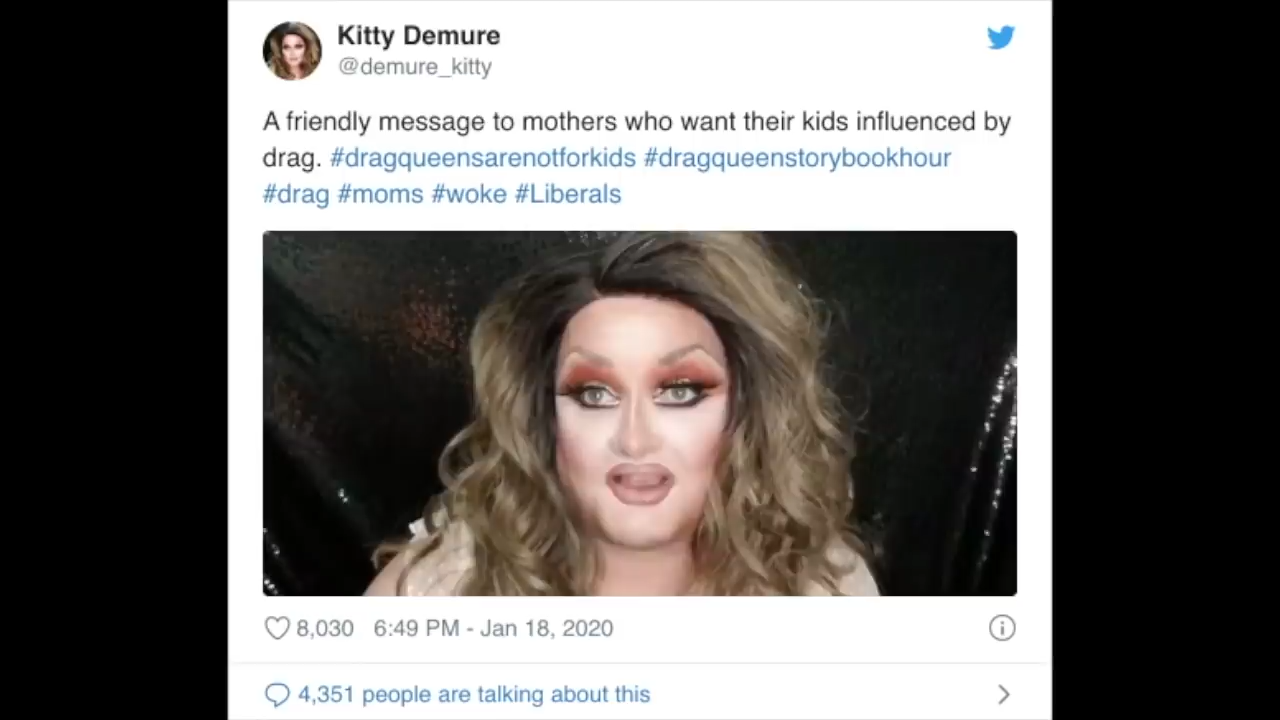 Kitty Demure
@demure_kitty
A friendly message to mothers who want their kids influenced by
drag. #dragqueensarenotforkids #dragqueenstorybookhour
#drag #moms #woke #Liberals
8,030 6:49 PM - Jan 18, 2020
4,351 people are talking about this